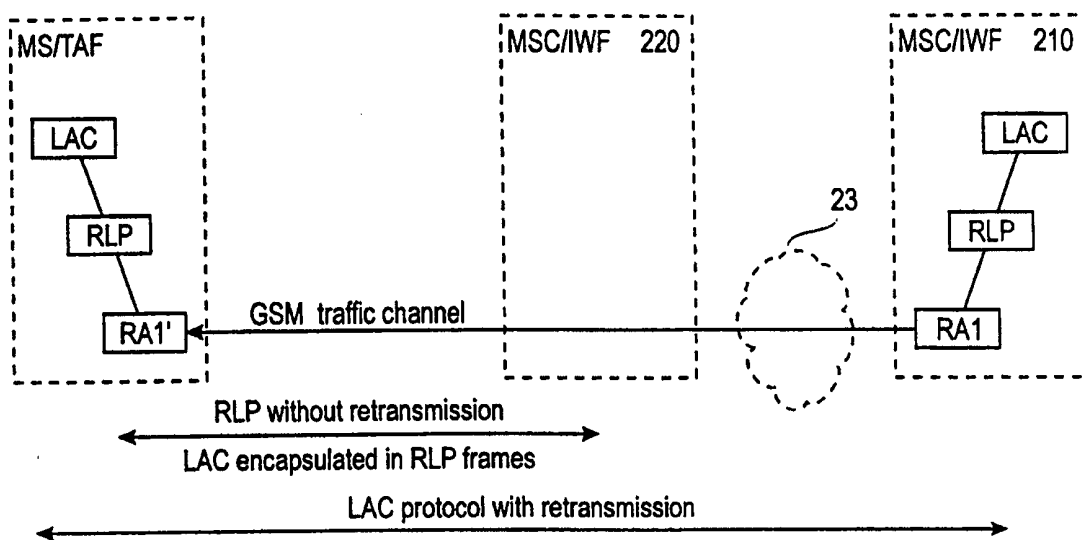 MS/TAF
MSC/IWF 220
MSC/IWF 210
LAC
LAC
23
RLP
RLP
GSM traffic channel
RA1'
RA1
RLP without retransmission
LAC encapsulated in RLP frames
LAC protocol with retransmission